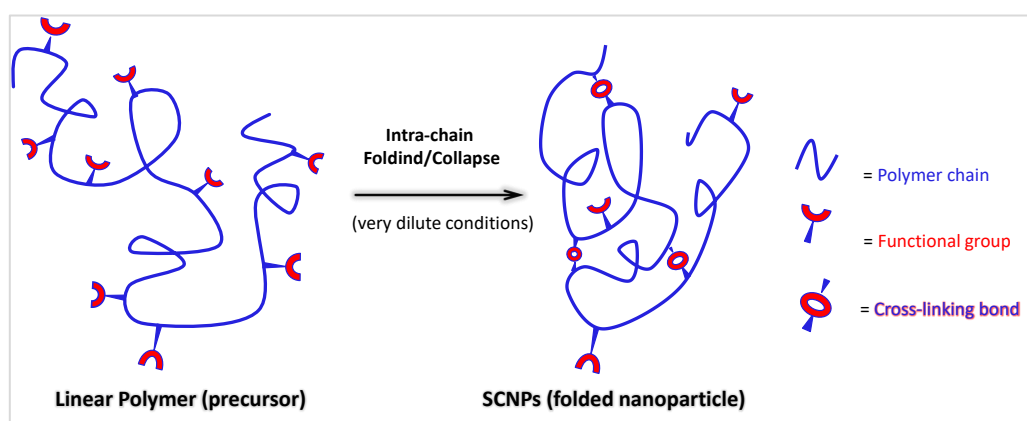 Intra-chain
Foldind/Collapse
(very dilute conditions)
= Polymer chain
= Functional group
= Cross-linking bond
Linear Polymer (precursor)
SCNPs (folded nanoparticle)